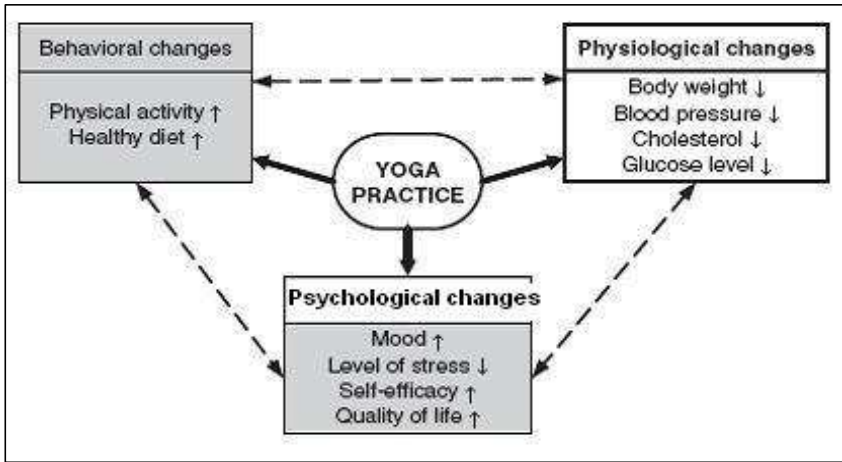 Behavioral changes
Physical activity ↑
Healthy diet ↑
Physiological changes
Body weight ↓
Blood pressure ↓
Cholesterol ↓
Glucose level ↓
YOGA
PRACTICE
Psychological changes
Mood ↑
Level of stress ↓
Self-efficacy ↑
Quality of life ↑